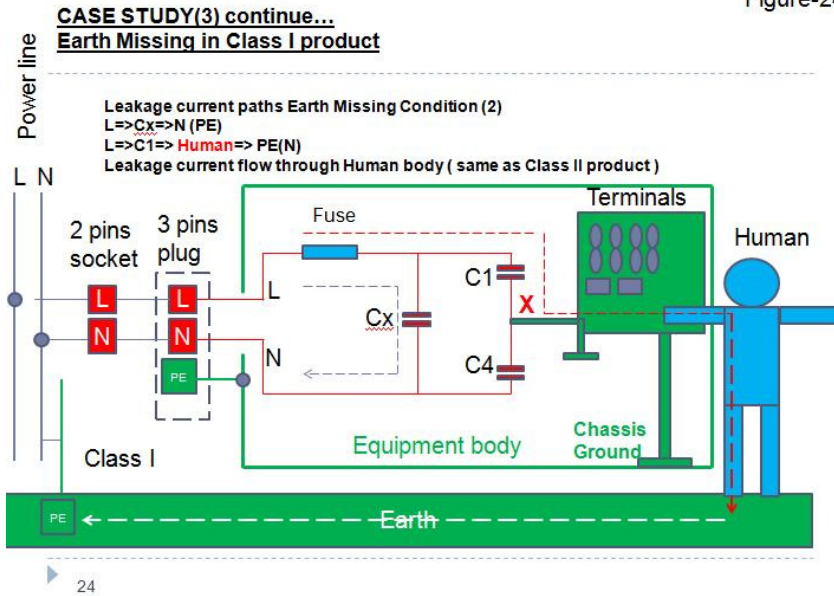 Figure-24
CASE STUDY(3) continue…
Earth Missing in Class I product
Power line
Leakage current paths Earth Missing Condition (2)
L=>Cx=>N (PE)
L=>C1=> Human=> PE(N)
Leakage current flow through Human body ( same as Class II product )
L N
2 pins
socket
3 pins
plug
Fuse
Terminals
Human
L
L
L
C1
X
Cx
N
N
N
C4
PE
Class I
Equipment body
Chassis
Ground
PE
Earth
24